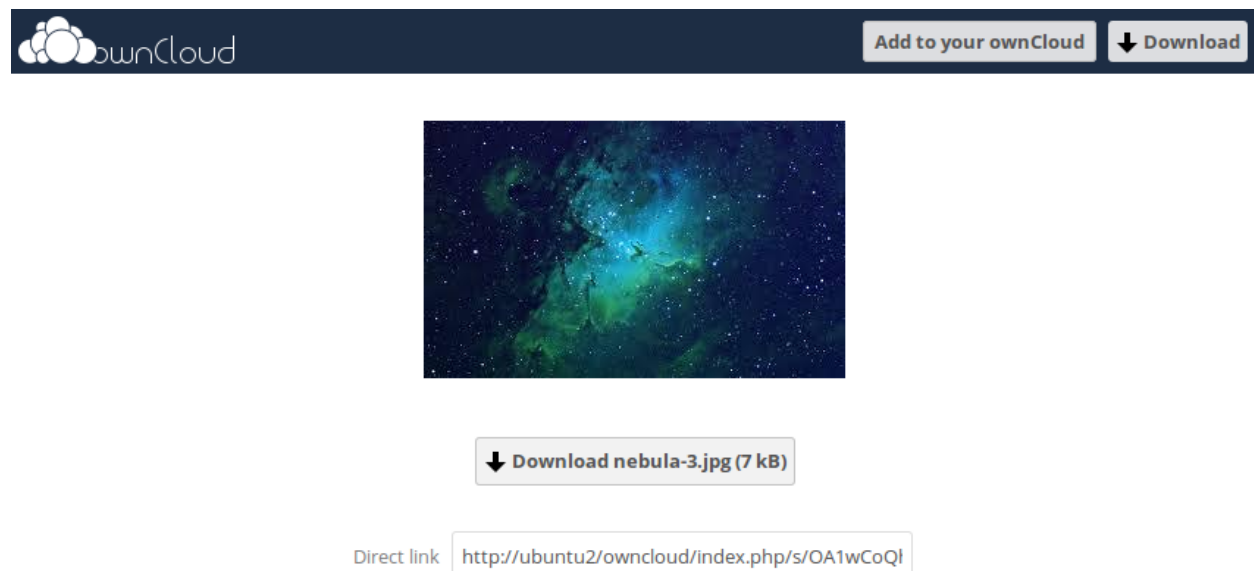 ownCloud
Add to your ownCloud
Download
Download nebula-3.jpg (7 kB)
Direct link http://ubuntu2/owncloud/index.php/s/OA1wCoQ